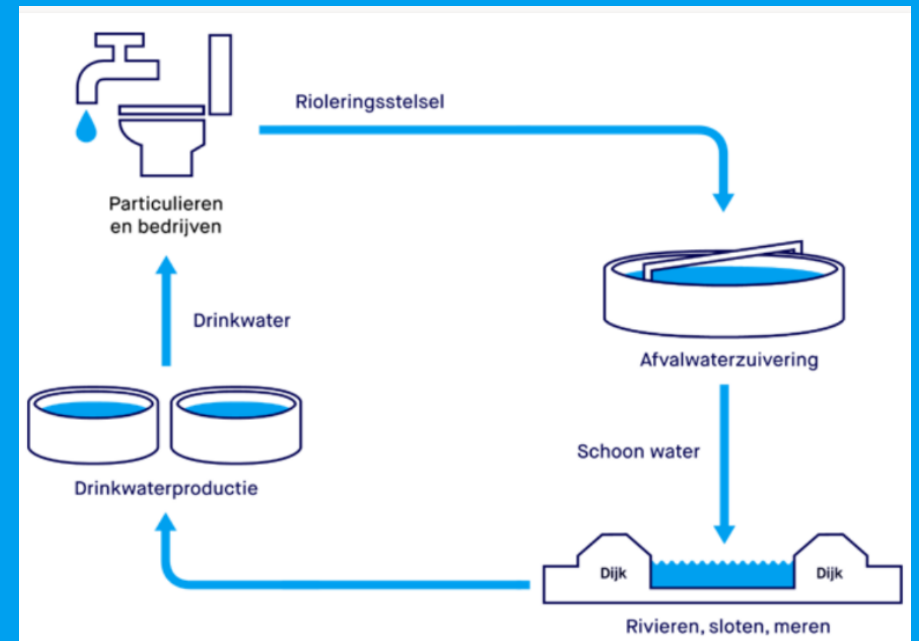 Rioleringsstelsel
Particulieren
en bedrijven
Drinkwater
Afvalwaterzuivering
Schoon water
Drinkwaterproductie
Dijk
Dijk
Rivieren, sloten, meren